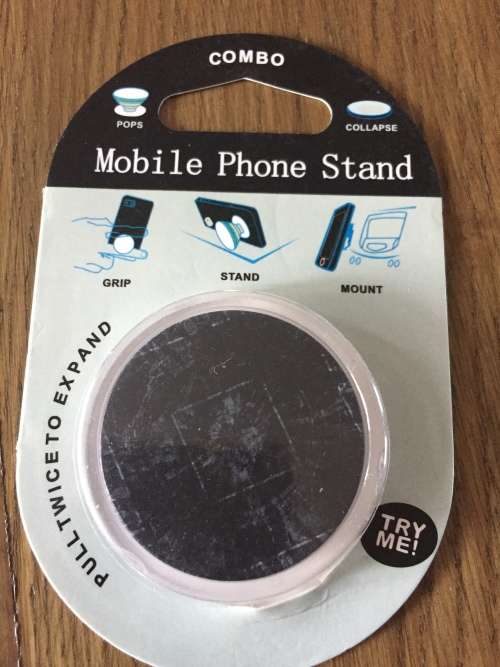 COMBO
POPS
COLLAPSE
Mobile Phone Stand
GRIP
STAND
MOUNT
PULL TWICE TO EXPAND
TRY
ME!